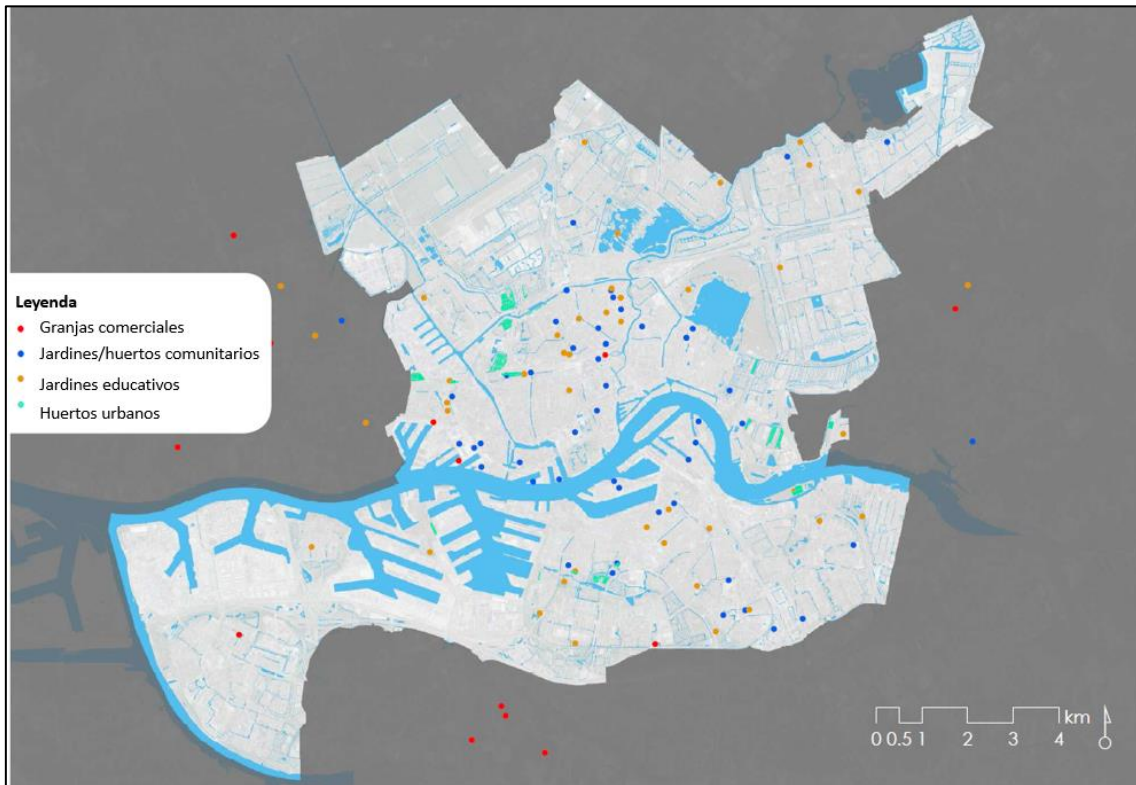 Leyenda
Granjas comerciales
Jardines/huertos comunitarios
Jardines educativos
Huertos urbanos
km
0 0.5 1 2 3 4